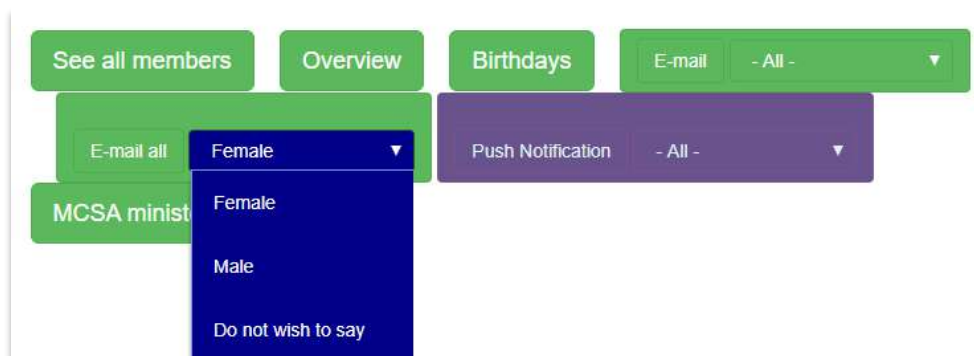 See all members Overview Birthdays E-mail - All -
E-mail all Female Push Notification - All -
MCSA minist
Female
Male
Do not wish to say